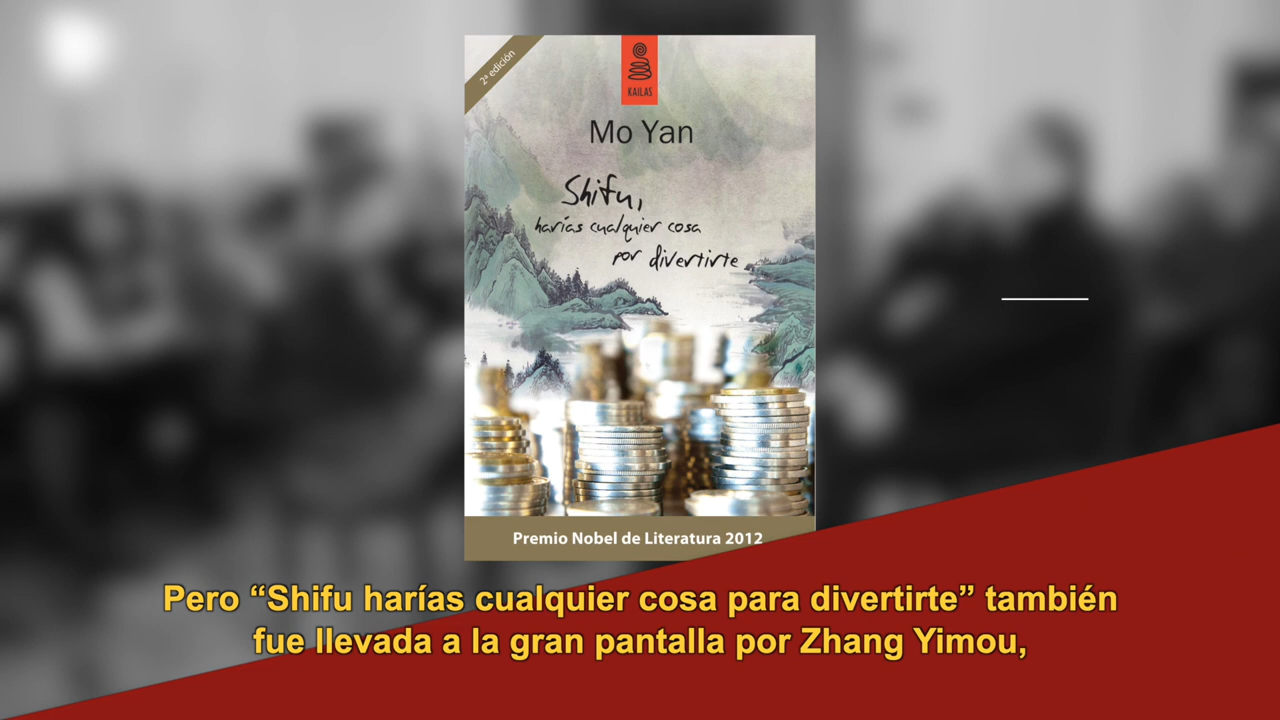 2ª edición
KAILAS
Mo Yan
Shifu,
harías cualquier cosa
por divertirte
Premio Nobel de Literatura 2012
Pero “Shifu harías cualquier cosa para divertirte” también
fue llevada a la gran pantalla por Zhang Yimou,